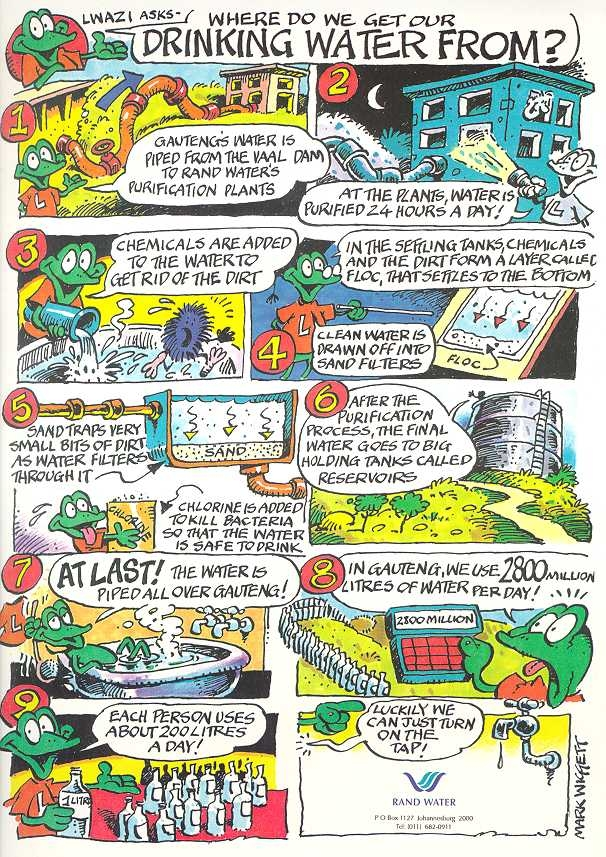 LWAZI ASKS-
WHERE DO WE GET OUR
DRINKING WATER FROM?
1
GAUTENG'S WATER IS
PIPED FROM THE VAAL DAM
TO RAND WATER'S
PURIFICATION PLANTS
L
2
AT THE PLANTS, WATER IS
PURIFIED 24 HOURS A DAY!
L
3
CHEMICALS ARE ADDED
TO THE WATER TO
GET RID OF THE DIRT
IN THE SETTLING TANKS, CHEMICALS
AND THE DIRT FORM A LAYER CALLED
FLOC, THAT SETTLES TO THE BOTTOM
L
4
CLEAN WATER IS
DRAWN OFF INTO
SAND FILTERS
FLOC
5
SAND TRAPS VERY
SMALL BITS OF DIRT
AS WATER FILTERS
THROUGH IT
SAND
CHLORINE IS ADDED
TO KILL BACTERIA
SO THAT THE WATER
IS SAFE TO DRINK
6
AFTER THE
PURIFICATION
PROCESS, THE FINAL
WATER GOES TO BIG
HOLDING TANKS CALLED
RESERVOIRS
7
AT LAST! THE WATER IS
PIPED ALL OVER GAUTENG!
L
8
IN GAUTENG, WE USE 2800 MILLION
LITRES OF WATER PER DAY!
2800 MILLION
9
EACH PERSON USES
ABOUT 200 LITRES
A DAY!
L
1 LITRE
LUCKILY WE
CAN JUST TURN
ON THE
TAP!
RAND WATER
P O Box 1127 Johannesburg 2000
Tel: (011) 682-0911
MARK WIGGETT